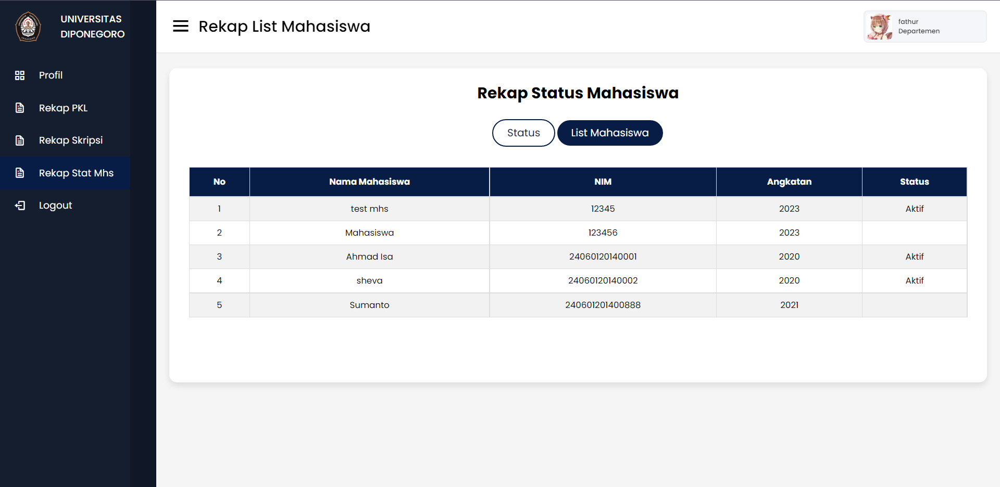 UNIVERSITAS
DIPONEGORO
Profil
Rekap PKL
Rekap Skripsi
Rekap Stat Mhs
Logout
Rekap List Mahasiswa
fathur
Departemen
Rekap Status Mahasiswa
Status List Mahasiswa
No Nama Mahasiswa NIM Angkatan Status
1 test mhs 12345 2023 Aktif
2 Mahasiswa 123456 2023
3 Ahmad Isa 24060120140001 2020 Aktif
4 sheva 24060120140002 2020 Aktif
5 Sumanto 240601201400888 2021